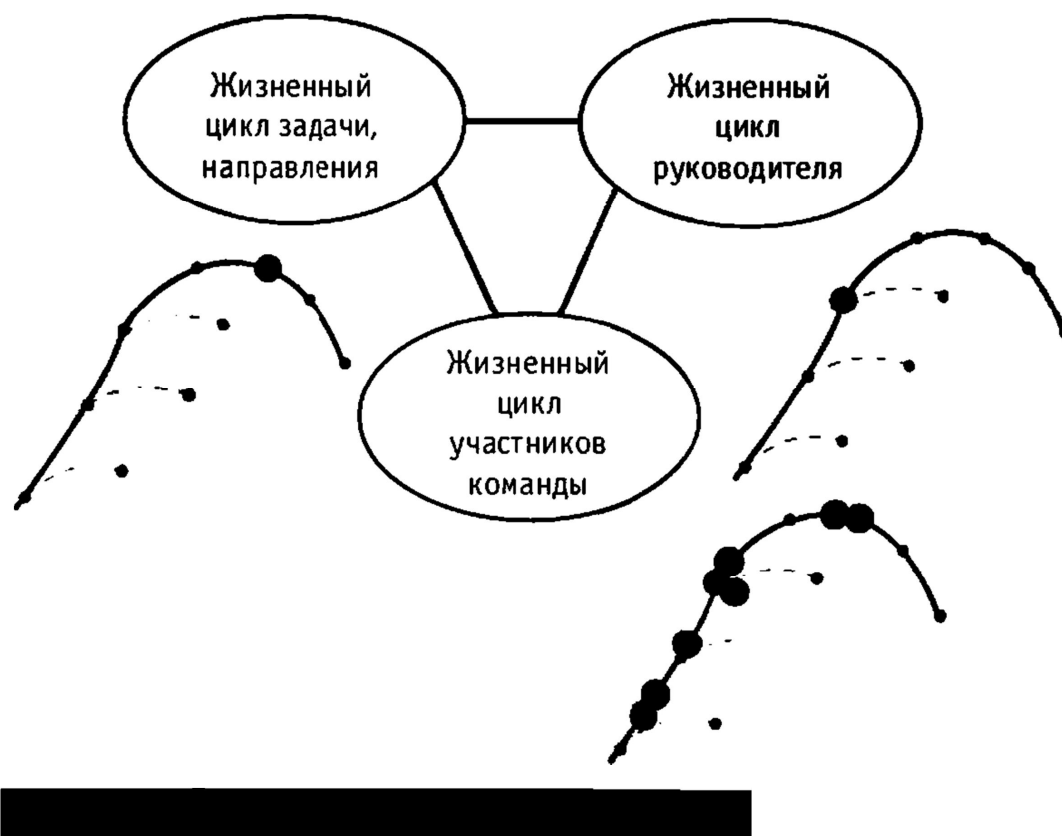 Жизненный
цикл задачи,
направления
Жизненный
цикл
руководителя
Жизненный
цикл
участников
команды